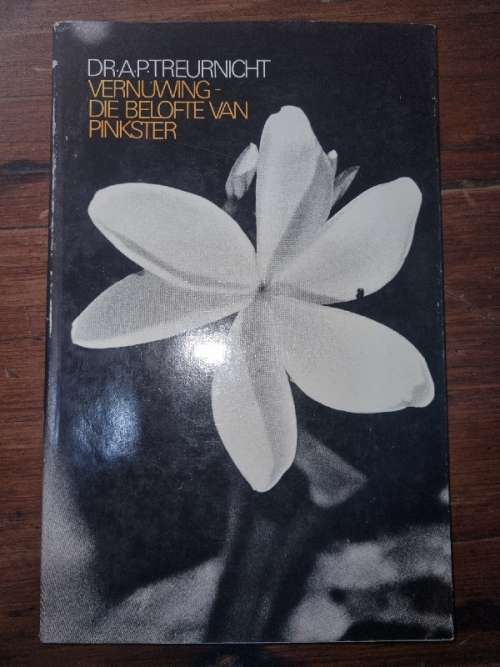 DR·A·P·TREURNICHT
VERNUWING -
DIE BELOFTE VAN
PINKSTER